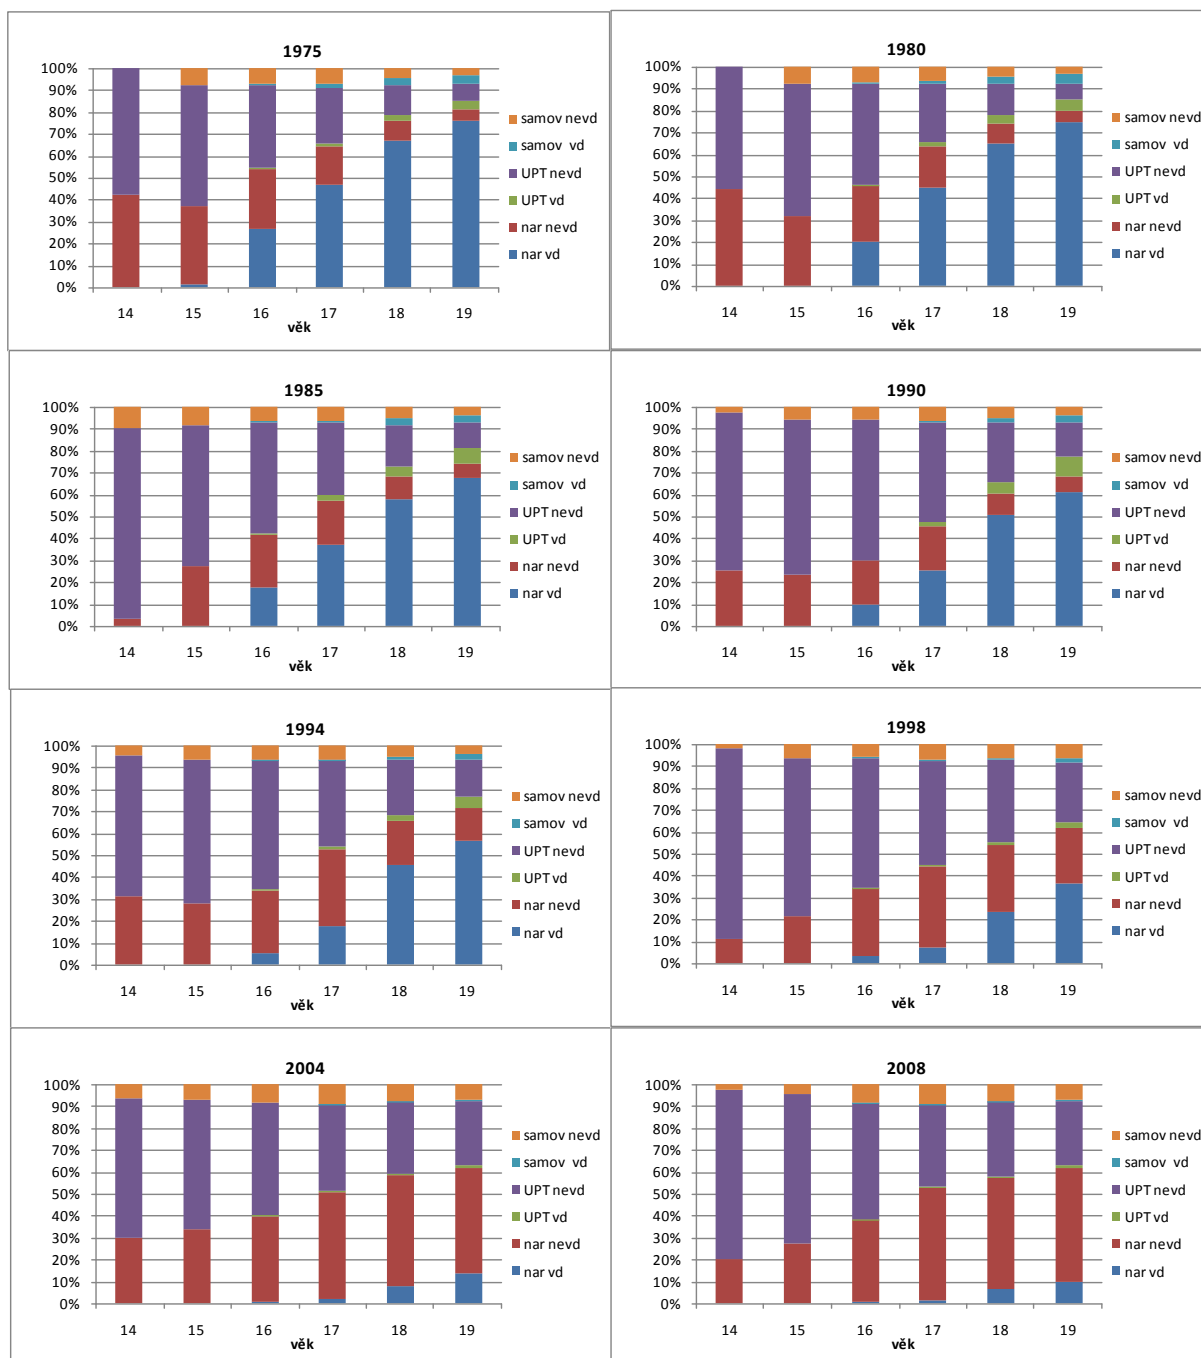 1975
100%
90%
80%
70%
60%
50%
40%
30%
20%
10%
0%
14 15 16 17 18 19
věk
samov nevd
samov vd
UPT nevd
UPT vd
nar nevd
nar vd
1980
100%
90%
80%
70%
60%
50%
40%
30%
20%
10%
0%
14 15 16 17 18 19
věk
samov nevd
samov vd
UPT nevd
UPT vd
nar nevd
nar vd
1985
100%
90%
80%
70%
60%
50%
40%
30%
20%
10%
0%
14 15 16 17 18 19
věk
samov nevd
samov vd
UPT nevd
UPT vd
nar nevd
nar vd
1990
100%
90%
80%
70%
60%
50%
40%
30%
20%
10%
0%
14 15 16 17 18 19
věk
samov nevd
samov vd
UPT nevd
UPT vd
nar nevd
nar vd
1994
100%
90%
80%
70%
60%
50%
40%
30%
20%
10%
0%
14 15 16 17 18 19
věk
samov nevd
samov vd
UPT nevd
UPT vd
nar nevd
nar vd
1998
100%
90%
80%
70%
60%
50%
40%
30%
20%
10%
0%
14 15 16 17 18 19
věk
samov nevd
samov vd
UPT nevd
UPT vd
nar nevd
nar vd
2004
100%
90%
80%
70%
60%
50%
40%
30%
20%
10%
0%
14 15 16 17 18 19
věk
samov nevd
samov vd
UPT nevd
UPT vd
nar nevd
nar vd
2008
100%
90%
80%
70%
60%
50%
40%
30%
20%
10%
0%
14 15 16 17 18 19
věk
samov nevd
samov vd
UPT nevd
UPT vd
nar nevd
nar vd